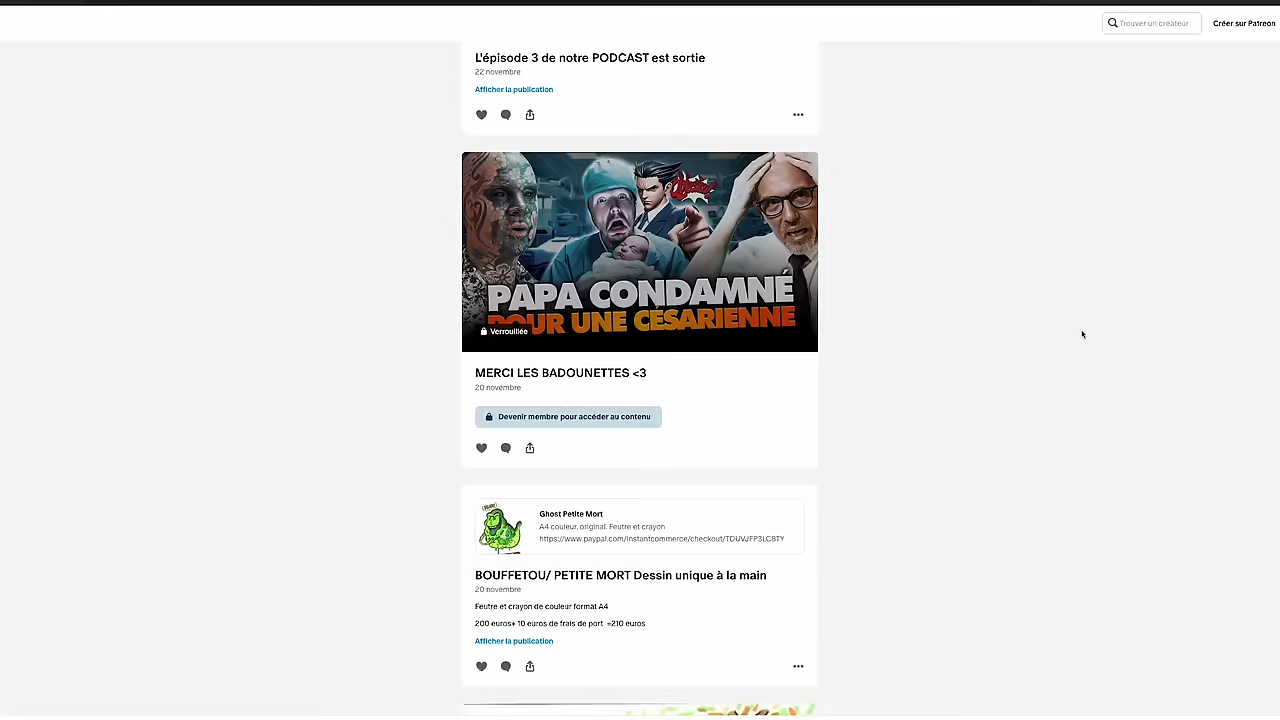 Trouver un créateur
Créer sur Patreon
L'épisode 3 de notre PODCAST est sortie
22 novembre
Afficher la publication
PAPA CONDAMNÉ
POUR UNE CÉSARIENNE
Verrouillée
MERCI LES BADOUNETTES <3
20 novembre
Devenir membre pour accéder au contenu
Ghost Petite Mort
A4 couleur, original. Feutre et crayon
https://www.paypal.com/instantcommerce/checkout/TDUVJFP3LCBTY
BOUFFETOU/ PETITE MORT Dessin unique à la main
20 novembre
Feutre et crayon de couleur format A4
200 euros+ 10 euros de frais de port =210 euros
Afficher la publication